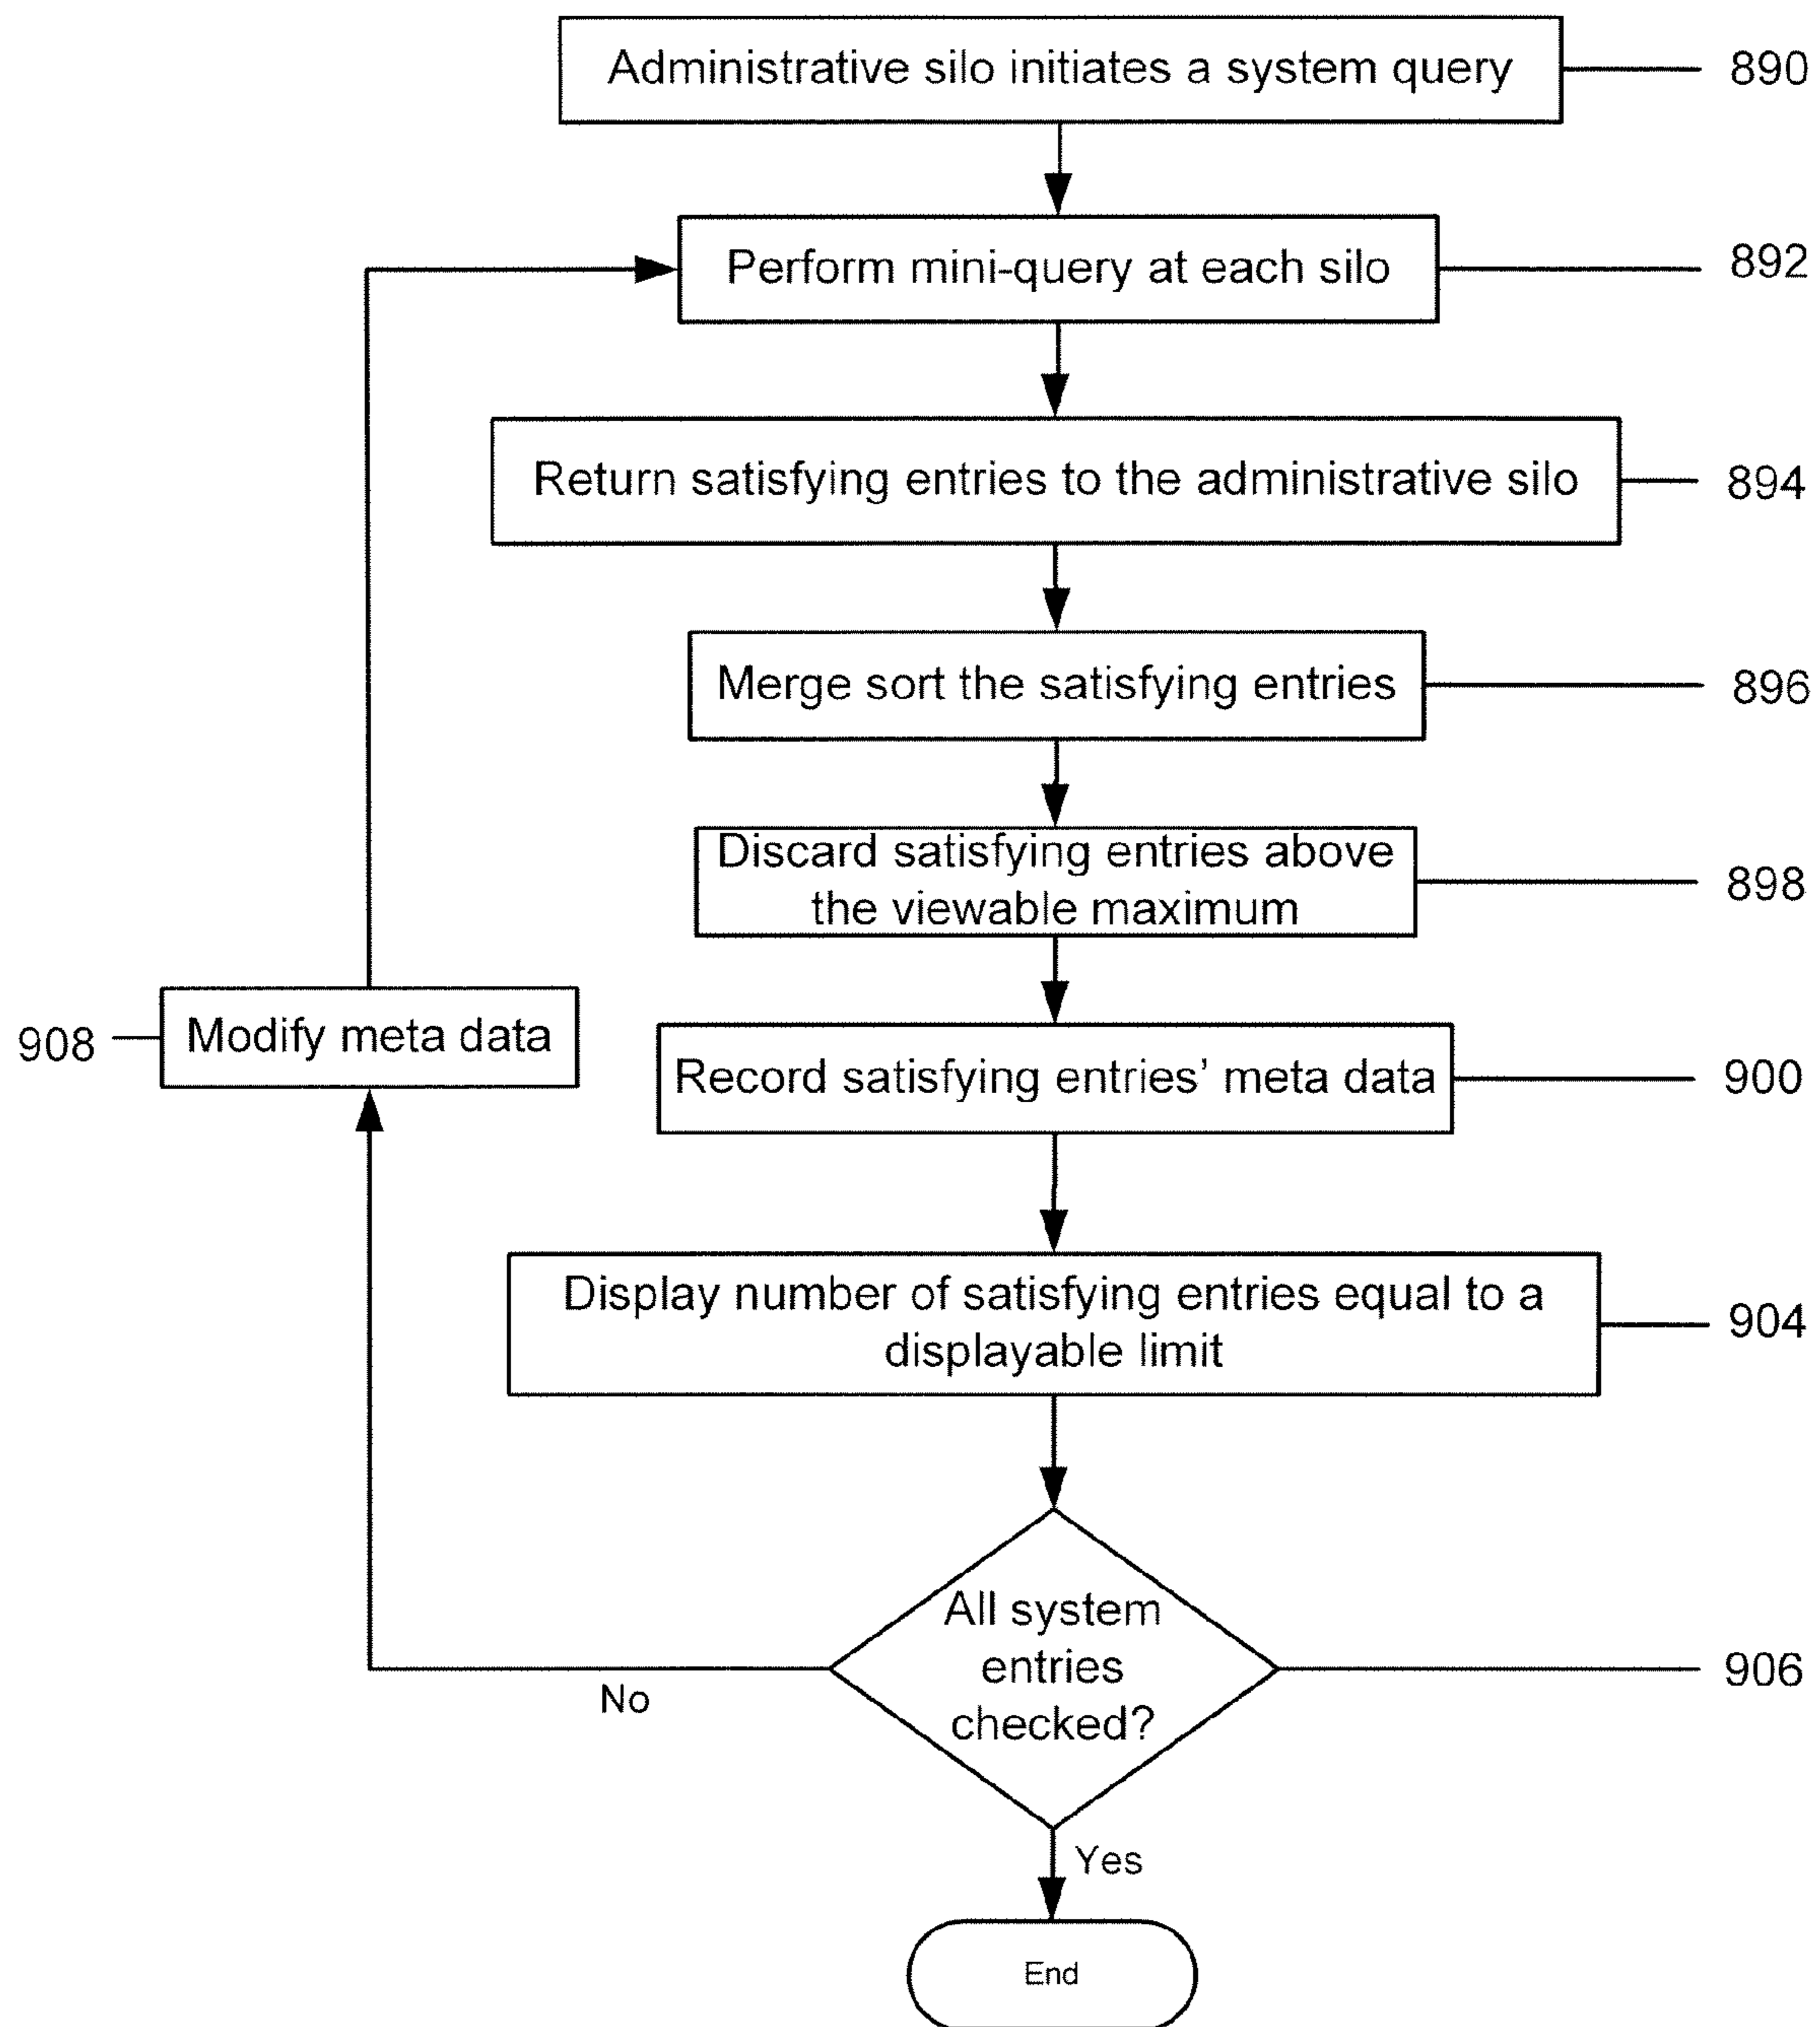 Administrative silo initiates a system query
890
Perform mini-query at each silo
892
Return satisfying entries to the administrative silo
894
Merge sort the satisfying entries
896
Discard satisfying entries above
the viewable maximum
898
908
Modify meta data
Record satisfying entries’ meta data
900
Display number of satisfying entries equal to a
displayable limit
904
All system
entries
checked?
906
No
Yes
End